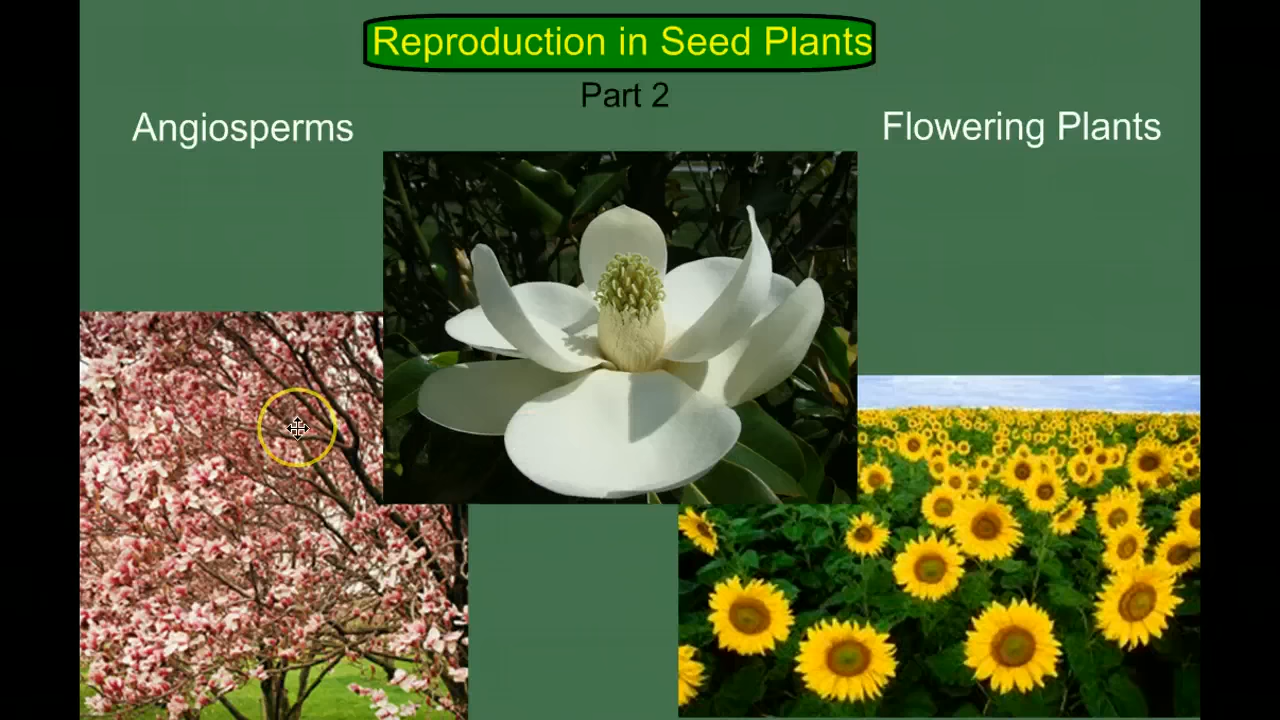 Reproduction in Seed Plants
Part 2
Angiosperms
Flowering Plants